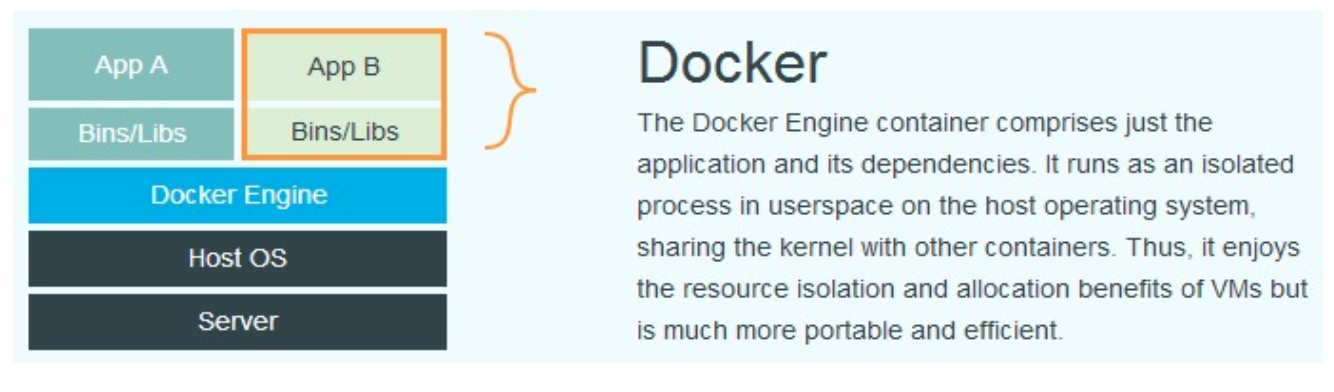 App A
App B
Bins/Libs
Bins/Libs
Docker Engine
Host OS
Server
Docker
The Docker Engine container comprises just the
application and its dependencies. It runs as an isolated
process in userspace on the host operating system,
sharing the kernel with other containers. Thus, it enjoys
the resource isolation and allocation benefits of VMs but
is much more portable and efficient.